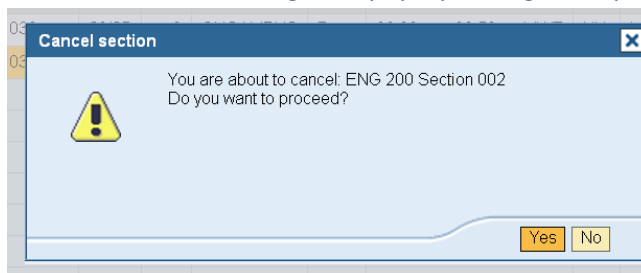 Cancel section
You are about to cancel: ENG 200 Section 002
Do you want to proceed?
Yes No